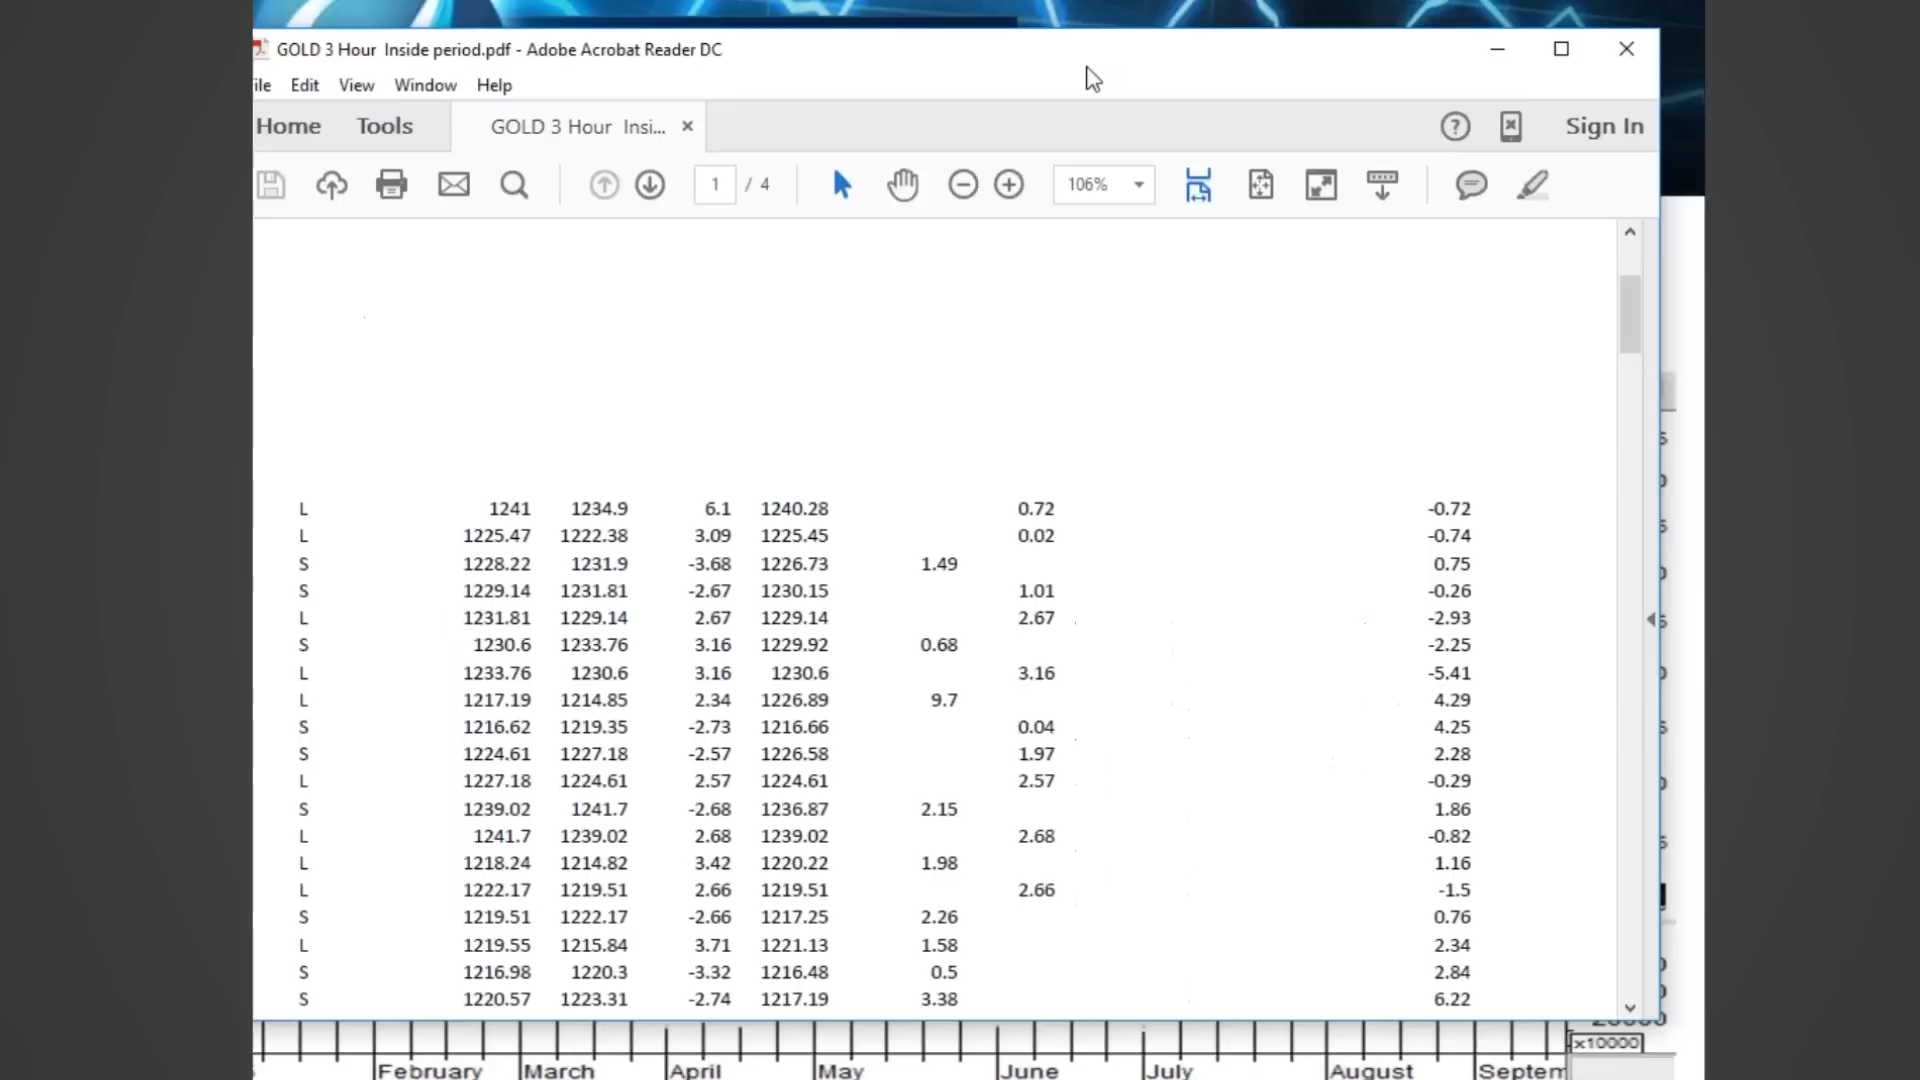 GOLD 3 Hour Inside period.pdf - Adobe Acrobat Reader DC
ile Edit View Window Help
Home Tools GOLD 3 Hour Insi... Sign In
1 / 4 106%
L 1241 1234.9 6.1 1240.28 0.72 -0.72
L 1225.47 1222.38 3.09 1225.45 0.02 -0.74
S 1228.22 1231.9 -3.68 1226.73 1.49 0.75
S 1229.14 1231.81 -2.67 1230.15 1.01 -0.26
L 1231.81 1229.14 2.67 1229.14 2.67 -2.93
S 1230.6 1233.76 3.16 1229.92 0.68 -2.25
L 1233.76 1230.6 3.16 1230.6 3.16 -5.41
L 1217.19 1214.85 2.34 1226.89 9.7 4.29
S 1216.62 1219.35 -2.73 1216.66 0.04 4.25
S 1224.61 1227.18 -2.57 1226.58 1.97 2.28
L 1227.18 1224.61 2.57 1224.61 2.57 -0.29
S 1239.02 1241.7 -2.68 1236.87 2.15 1.86
L 1241.7 1239.02 2.68 1239.02 2.68 -0.82
L 1218.24 1214.82 3.42 1220.22 1.98 1.16
L 1222.17 1219.51 2.66 1219.51 2.66 -1.5
S 1219.51 1222.17 -2.66 1217.25 2.26 0.76
L 1219.55 1215.84 3.71 1221.13 1.58 2.34
S 1216.98 1220.3 -3.32 1216.48 0.5 2.84
S 1220.57 1223.31 -2.74 1217.19 3.38 6.22
x10000
February March April May June July August Septem